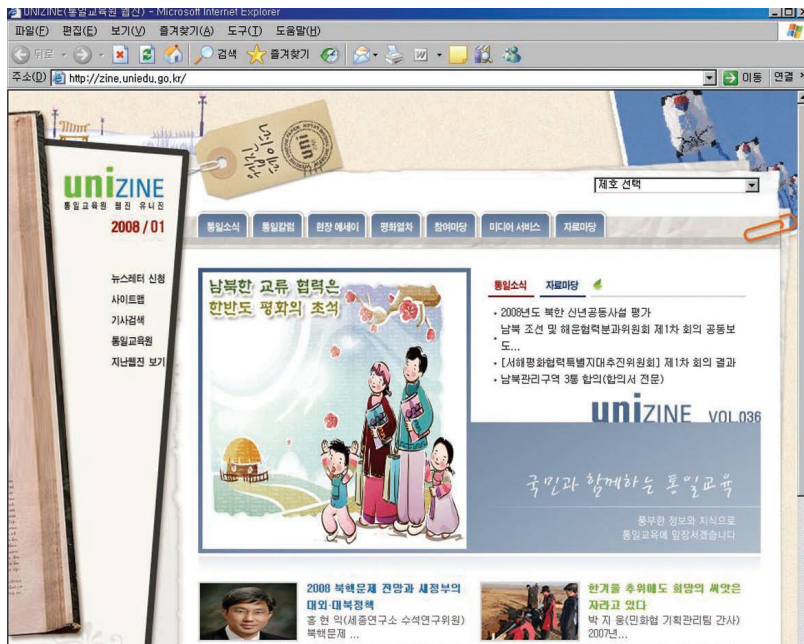 UNIZINE(통일교육원 웹진) - Microsoft Internet Explorer
파일(F) 편집(E) 보기(V) 즐겨찾기(A) 도구(T) 도움말(H)
뒤로 검색 즐겨찾기
주소(D) http://zine.uniedu.go.kr/ 이동 연결
uni
제호 선택
uniZINE
통일교육원 웹진 유니진
2008 / 01
통일소식 통일칼럼 현장 에세이 평화열차 참여마당 미디어 서비스 자료마당
뉴스레터 신청
사이트맵
기사검색
통일교육원
지난웹진 보기
남북한 교류 협력은
한반도 평화의 초석
통일소식 자료마당
· 2008년도 북한 신년공동사설 평가
· 남북 조선 및 해운협력분과위원회 제1차 회의 공동보
도...
· [서해평화협력특별지대추진위원회] 제1차 회의 결과
· 남북관리구역 3통 합의(합의서 전문)
uniZINE VOL.036
국민과 함께하는 통일교육
풍부한 정보와 지식으로
통일교육에 앞장서겠습니다
2008 북핵문제 전망과 새정부의
대외·대북정책
홍 현 익(세종연구소 수석연구위원)
북핵문제 ...
한겨울 추위에도 희망의 씨앗은
자라고 있다
박 지 웅(민화협 기획관리팀 간사)
2007년...